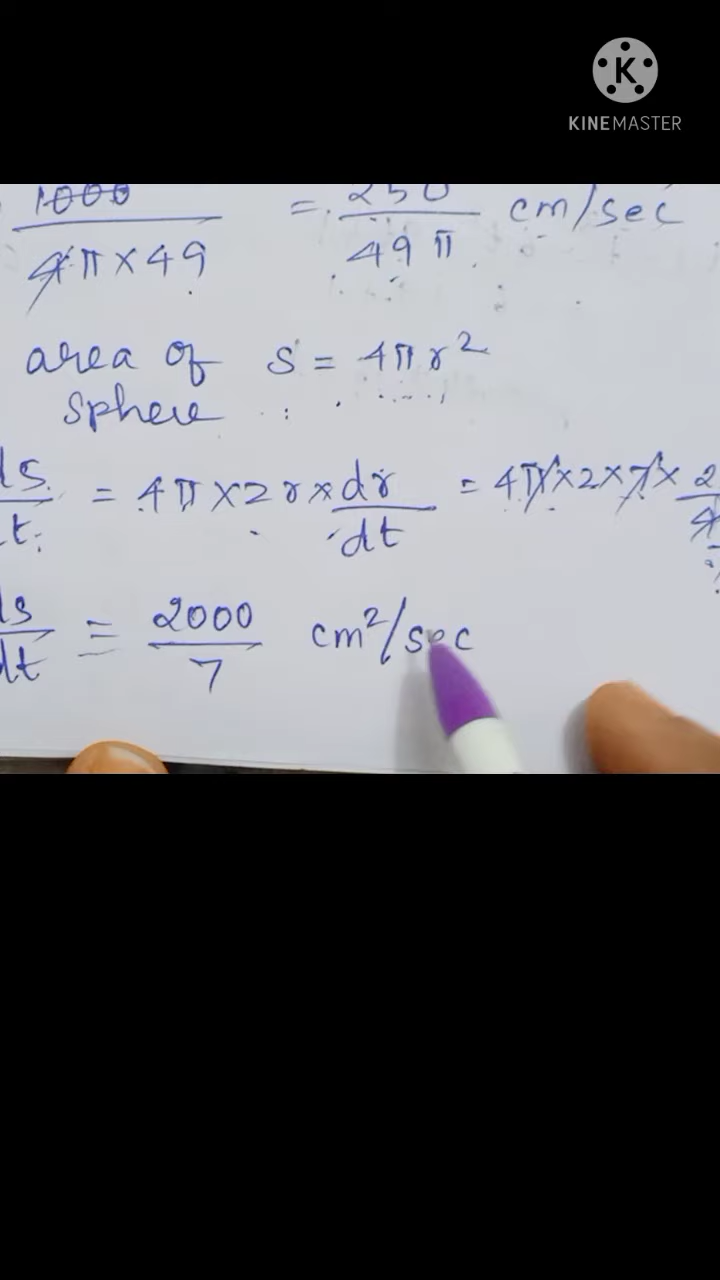 KINEMASTER
1000 / 4π×49 = 250 / 49π cm/sec
area of s = 4πr²
sphere
ds/dt = 4π×2r×dr/dt = 4π×2×7×
ds/dt = 2000/7 cm²/sec